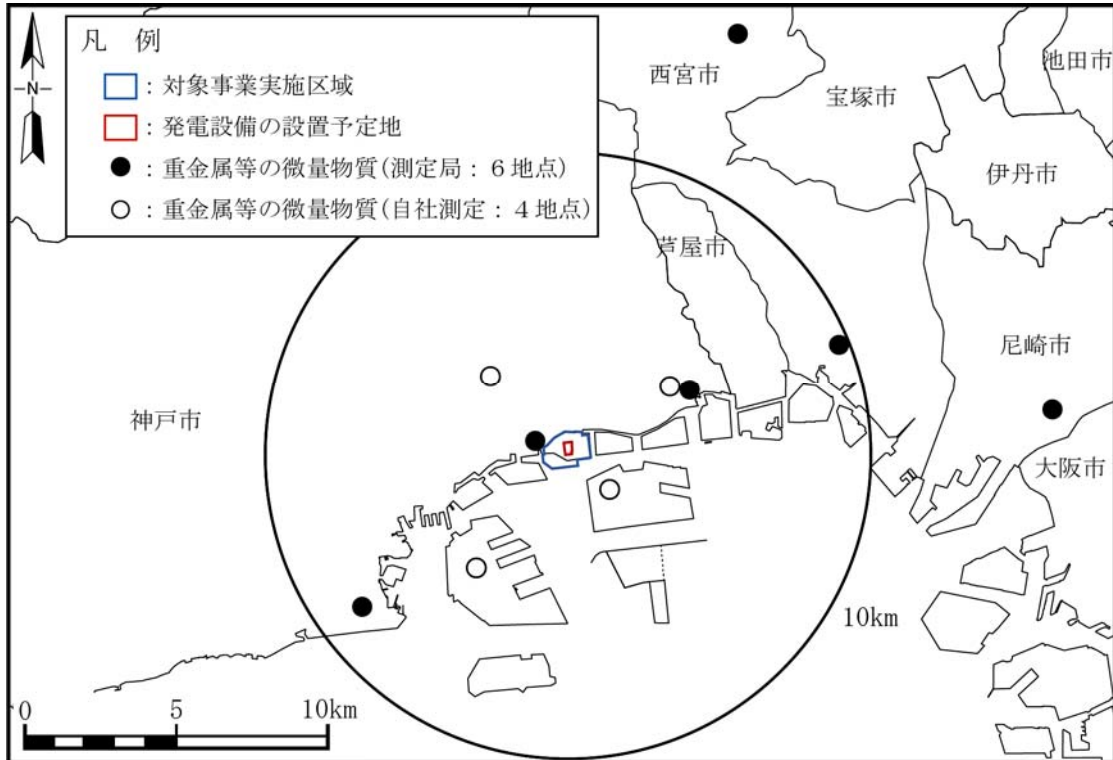 凡 例
：対象事業実施区域
：発電設備の設置予定地
：重金属等の微量物質(測定局：６地点)
：重金属等の微量物質(自社測定：４地点)
N
西宮市
宝塚市
池田市
伊丹市
芦屋市
尼崎市
神戸市
大阪市
10km
0 5 10km